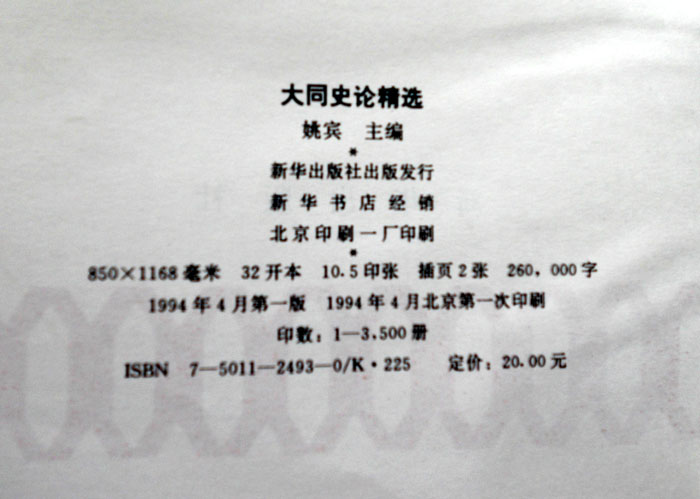 大同史论精选
姚宾 主编
*
新华出版社出版发行
新华书店经销
北京印刷一厂印刷
*
850×1168毫米 32开本 10.5印张 插页2张 260,000字
1994年4月第一版 1994年4月北京第一次印刷
印数：1—3,500册
ISBN 7—5011—2493—0/K·225 定价：20.00元